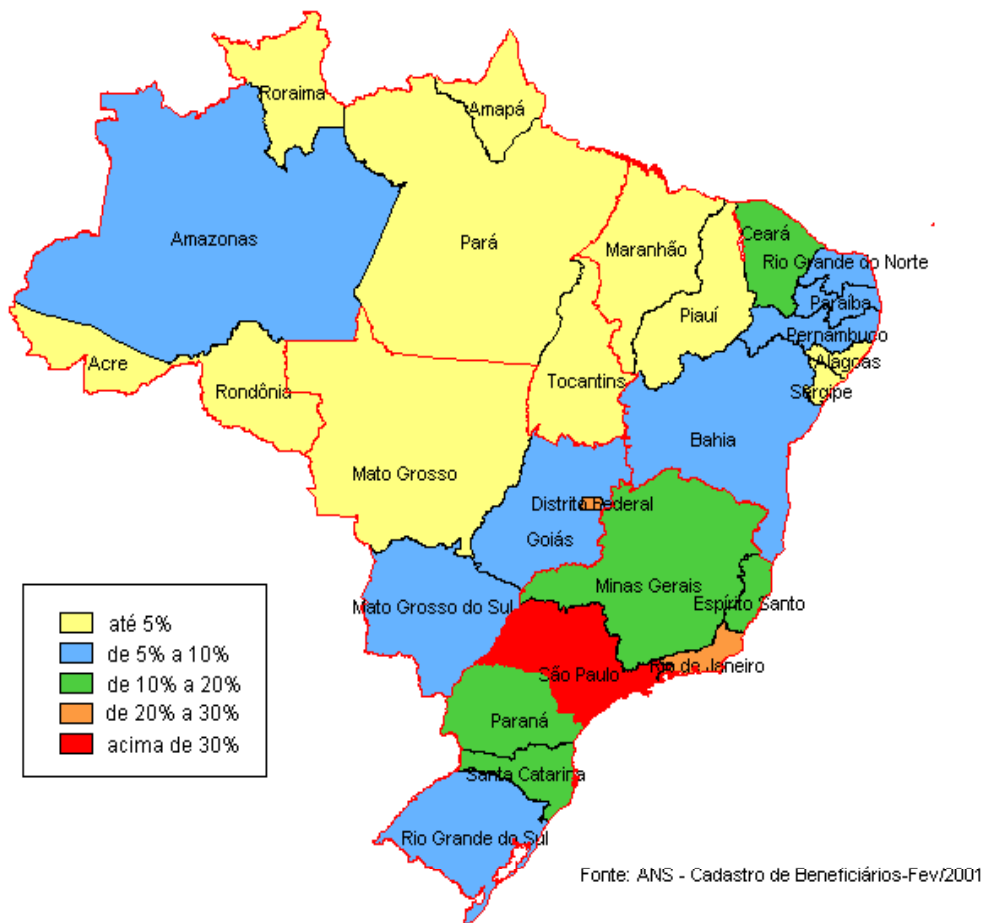 Roraima
Amapá
Amazonas
Pará
Maranhão
Ceará
Rio Grande do Norte
Paraíba
Piauí
Pernambuco
Acre
Rondônia
Tocantins
Alagoas
Sergipe
Bahia
Mato Grosso
Distrito Federal
Goiás
Minas Gerais
Mato Grosso do Sul
Espírito Santo
São Paulo
Rio de Janeiro
Paraná
Santa Catarina
Rio Grande do Sul
até 5%
de 5% a 10%
de 10% a 20%
de 20% a 30%
acima de 30%
Fonte: ANS - Cadastro de Beneficiários-Fev/2001